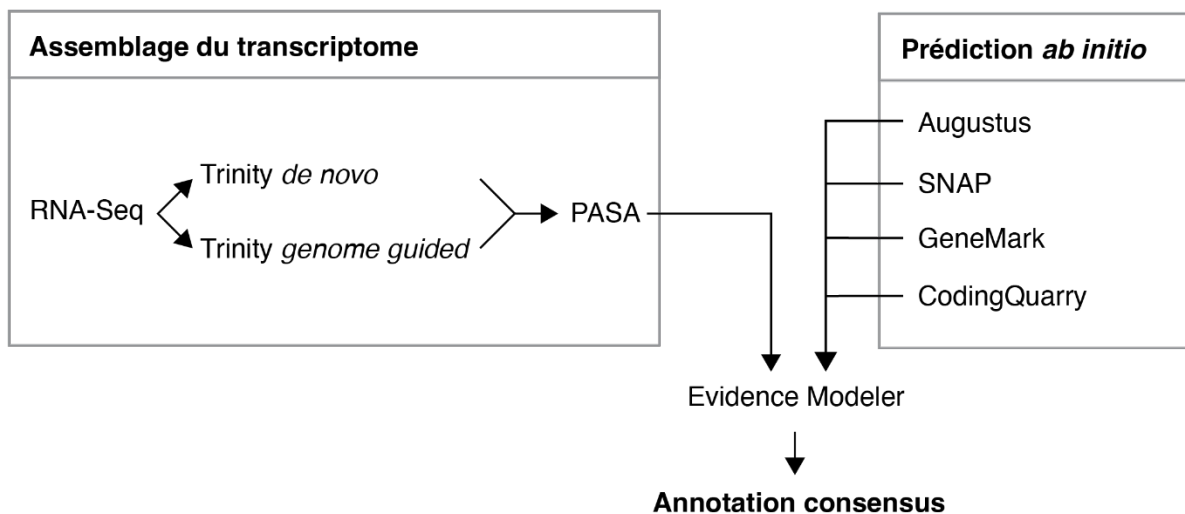 Assemblage du transcriptome
RNA-Seq
Trinity de novo
Trinity genome guided
PASA
Prédiction ab initio
Augustus
SNAP
GeneMark
CodingQuarry
Evidence Modeler
Annotation consensus